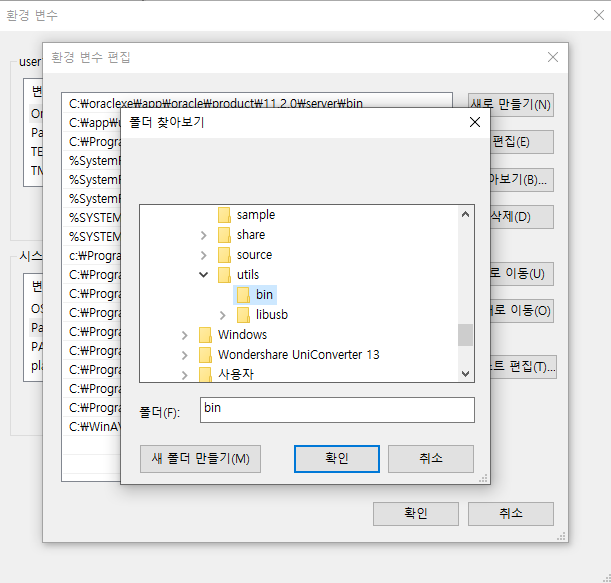 환경 변수
user
환경 변수 편집
변
Pa
TE
C:₩oraclexe₩app₩oracle₩product₩11.2.0₩server₩bin
C:₩app₩u
C:₩Progra
%SystemR
%SystemR
%SystemR
%SYSTEM
%SYSTEM
c:₩Progra
C:₩Progra
C:₩Progra
C:₩Progra
C:₩Progra
C:₩Progra
C:₩Progra
C:₩Progra
C:₩WinAV
새로 만들기(N)
편집(E)
아보기(B)...
삭제(D)
로 이동(U)
로 이동(O)
트 편집(T)...
시스
변
OS
Pa
PA
pla
폴더 찾아보기
sample
share
source
utils
bin
libusb
Windows
Wondershare UniConverter 13
사용자
폴더(F):
bin
새 폴더 만들기(M)
확인
취소
확인
취소